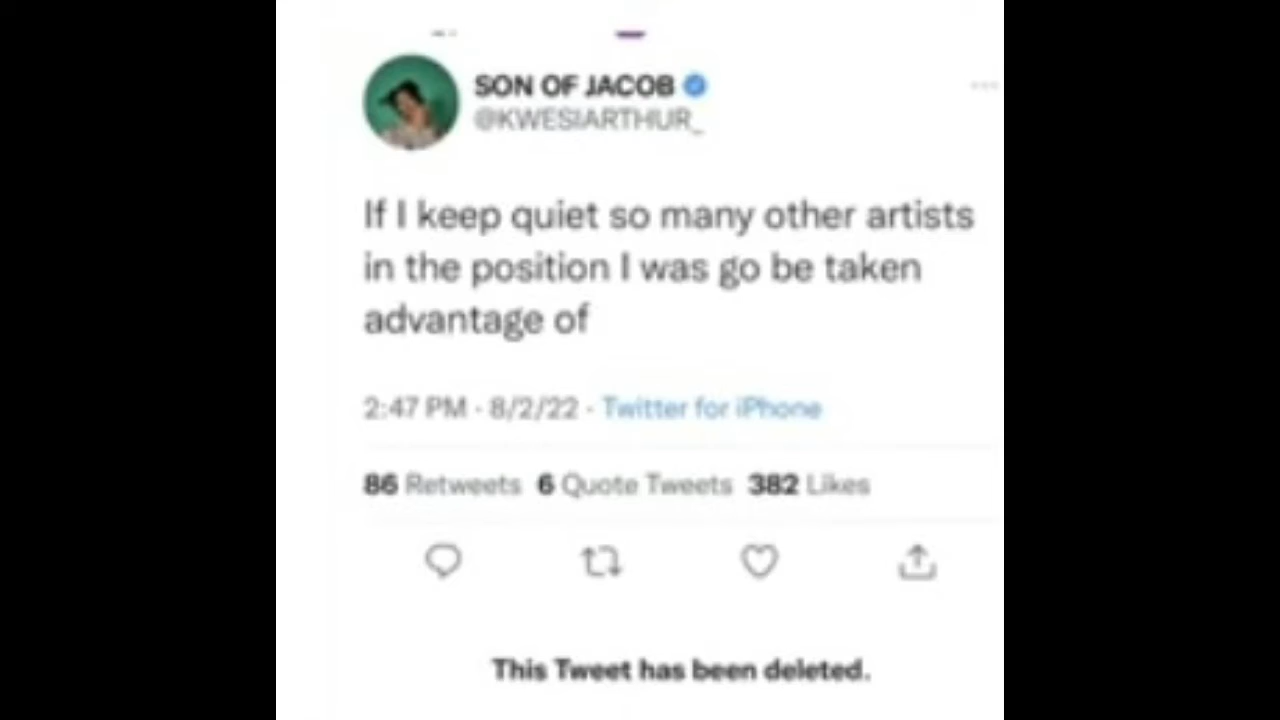 SON OF JACOB
@KWESIARTHUR_
If I keep quiet so many other artists
in the position I was go be taken
advantage of
2:47 PM · 8/2/22 · Twitter for iPhone
86 Retweets 6 Quote Tweets 382 Likes
This Tweet has been deleted.